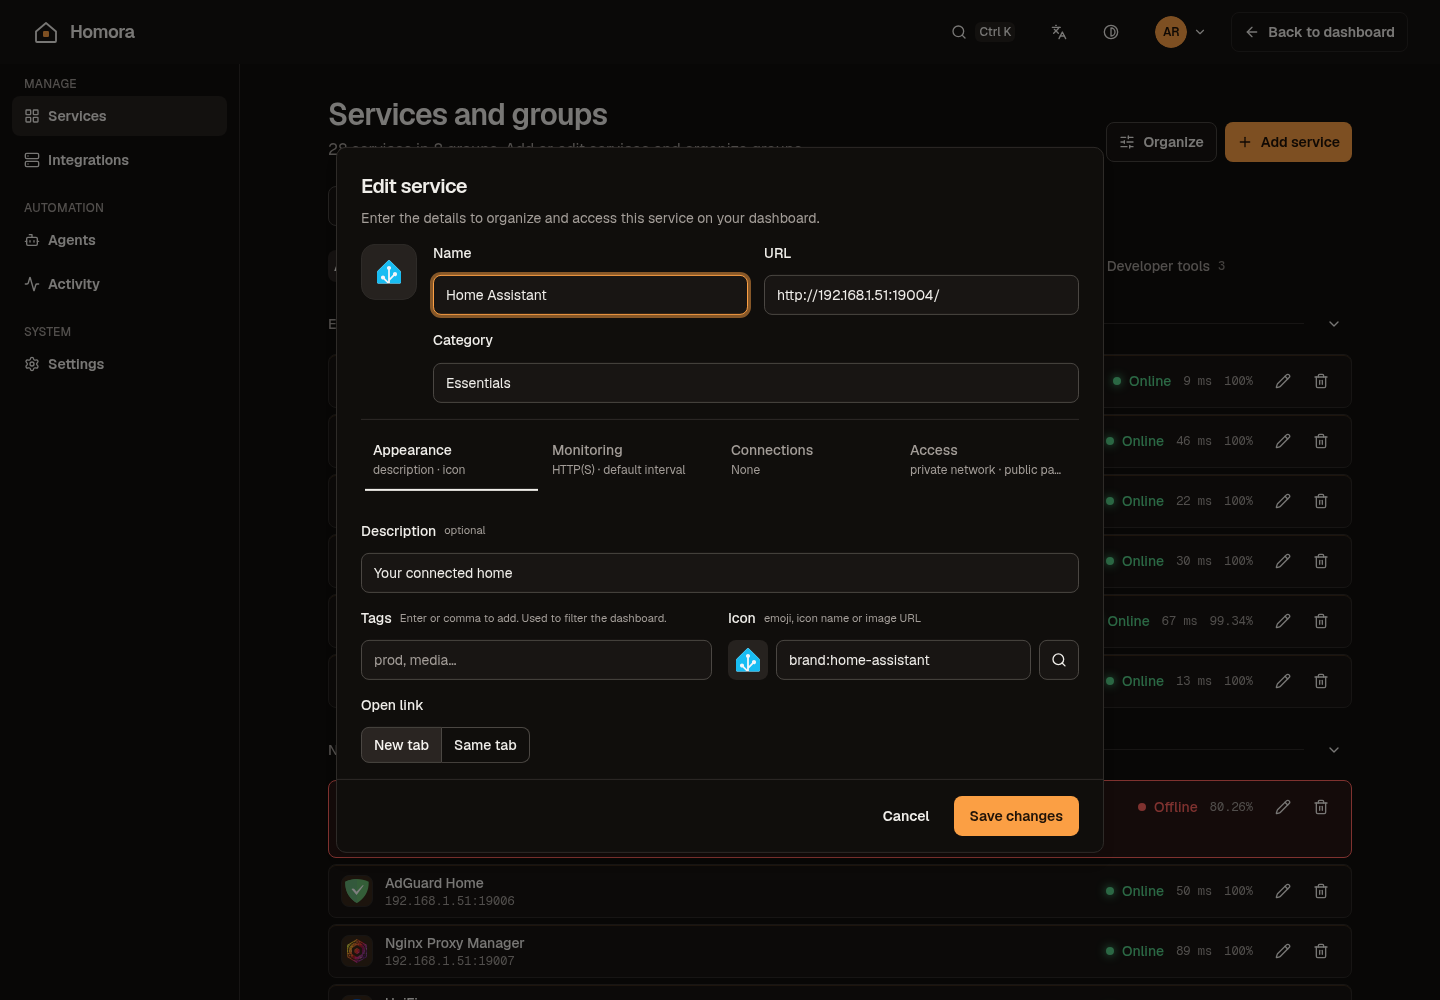 Homora
Ctrl K
AR
Back to dashboard
MANAGE
Services
Integrations
AUTOMATION
Agents
Activity
SYSTEM
Settings
Services and groups
Organize
Add service
Developer tools 3
Edit service
Enter the details to organize and access this service on your dashboard.
Name
URL
Home Assistant
http://192.168.1.51:19004/
Category
Essentials
Appearance
description · icon
Monitoring
HTTP(S) · default interval
Connections
None
Access
private network · public pa…
Description optional
Your connected home
Tags Enter or comma to add. Used to filter the dashboard.
Icon emoji, icon name or image URL
prod, media…
brand:home-assistant
Open link
New tab
Same tab
Cancel
Save changes
Online 9 ms 100%
Online 46 ms 100%
Online 22 ms 100%
Online 30 ms 100%
Online 67 ms 99.34%
Online 13 ms 100%
Offline 80.26%
AdGuard Home
192.168.1.51:19006
Online 50 ms 100%
Nginx Proxy Manager
192.168.1.51:19007
Online 89 ms 100%